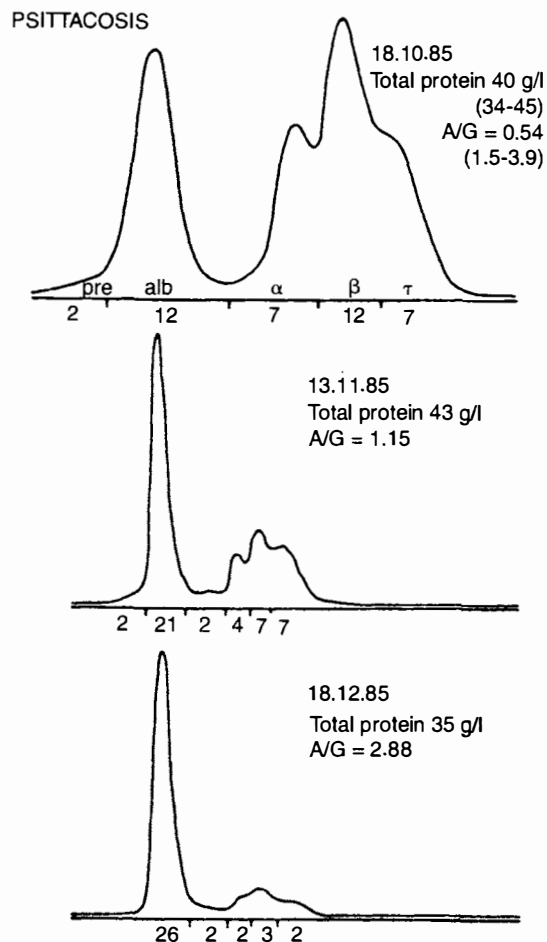 PSITTACOSIS
18.10.85
Total protein 40 g/l
(34-45)
A/G = 0.54
(1.5-3.9)
pre alb α β τ
2 12 7 12 7
13.11.85
Total protein 43 g/l
A/G = 1.15
2 21 2 4 7 7
18.12.85
Total protein 35 g/l
A/G = 2.88
26 2 2 3 2